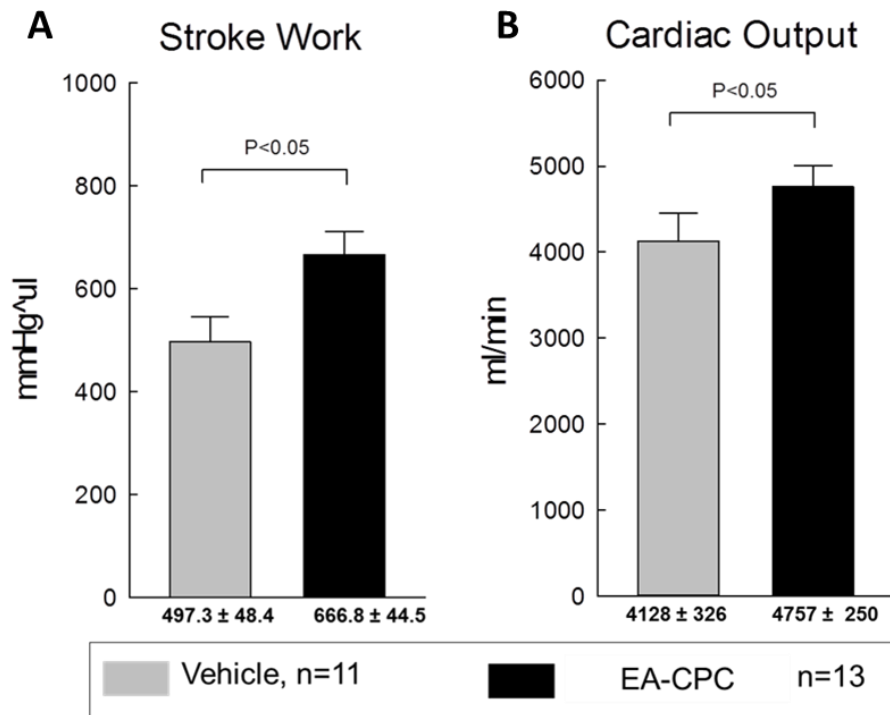 A Stroke Work
B Cardiac Output
1000
800
600
400
200
0
mmHg^ul
P<0.05
497.3 ± 48.4
666.8 ± 44.5
6000
5000
4000
3000
2000
1000
0
ml/min
P<0.05
4128 ± 326
4757 ± 250
Vehicle, n=11
EA-CPC n=13